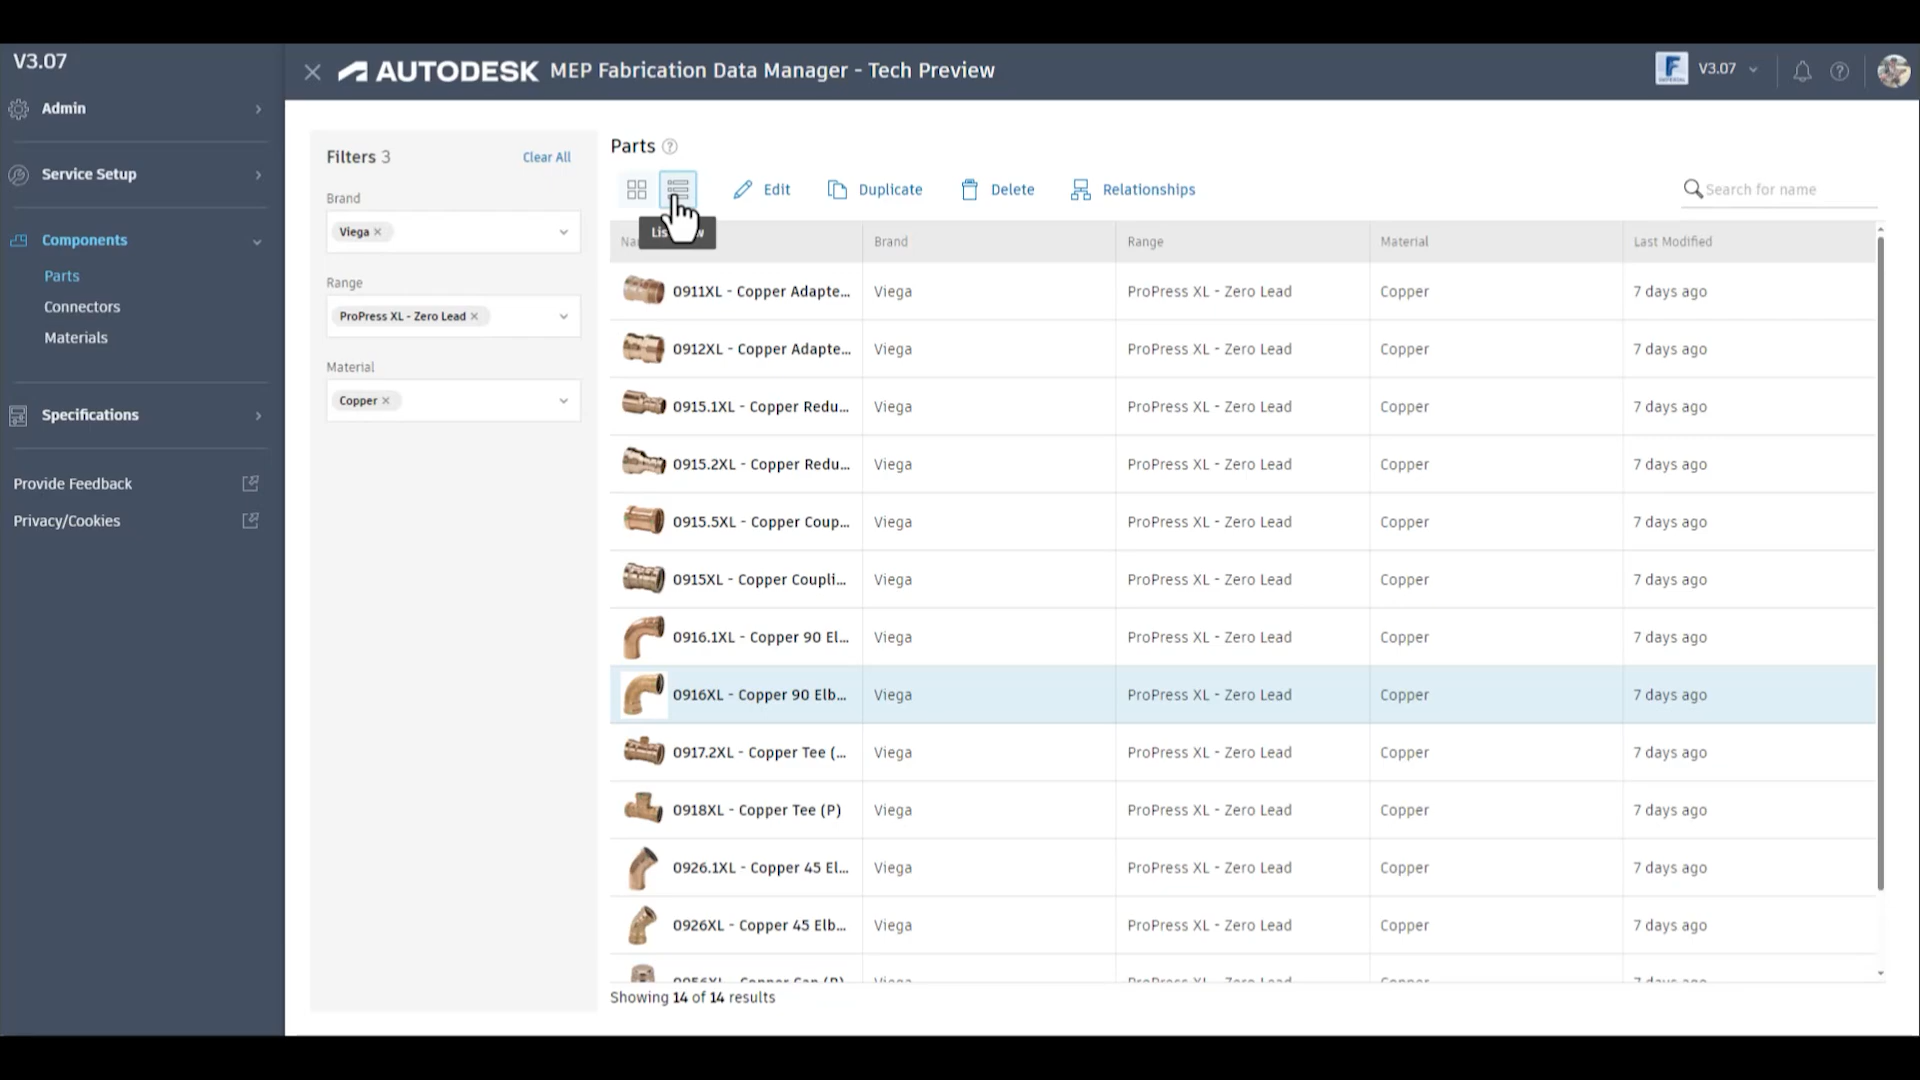 V3.07
Admin
Service Setup
Components
Parts
Connectors
Materials
Specifications
Provide Feedback
Privacy/Cookies
AUTODESK MEP Fabrication Data Manager - Tech Preview
V3.07
Filters 3
Clear All
Brand
Viega
Range
ProPress XL - Zero Lead
Material
Copper
Parts
Edit
Duplicate
Delete
Relationships
Search for name
Brand
Range
Material
Last Modified
0911XL - Copper Adapte... Viega ProPress XL - Zero Lead Copper 7 days ago
0912XL - Copper Adapte... Viega ProPress XL - Zero Lead Copper 7 days ago
0915.1XL - Copper Redu... Viega ProPress XL - Zero Lead Copper 7 days ago
0915.2XL - Copper Redu... Viega ProPress XL - Zero Lead Copper 7 days ago
0915.5XL - Copper Coup... Viega ProPress XL - Zero Lead Copper 7 days ago
0915XL - Copper Coupli... Viega ProPress XL - Zero Lead Copper 7 days ago
0916.1XL - Copper 90 El... Viega ProPress XL - Zero Lead Copper 7 days ago
0916XL - Copper 90 Elb... Viega ProPress XL - Zero Lead Copper 7 days ago
0917.2XL - Copper Tee (... Viega ProPress XL - Zero Lead Copper 7 days ago
0918XL - Copper Tee (P) Viega ProPress XL - Zero Lead Copper 7 days ago
0926.1XL - Copper 45 El... Viega ProPress XL - Zero Lead Copper 7 days ago
0926XL - Copper 45 Elb... Viega ProPress XL - Zero Lead Copper 7 days ago
Showing 14 of 14 results